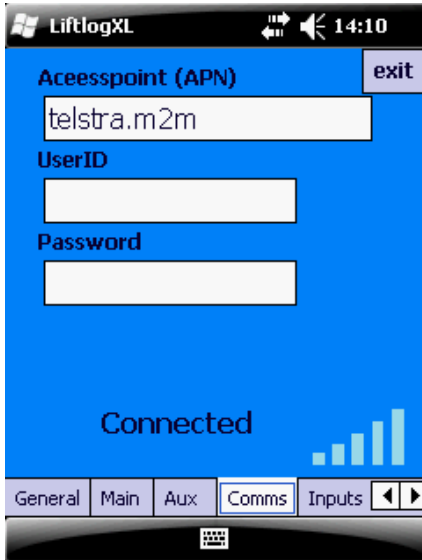 LiftlogXL 14:10
exit
Aceesspoint (APN)
telstra.m2m
UserID
Password
Connected
General Main Aux Comms Inputs